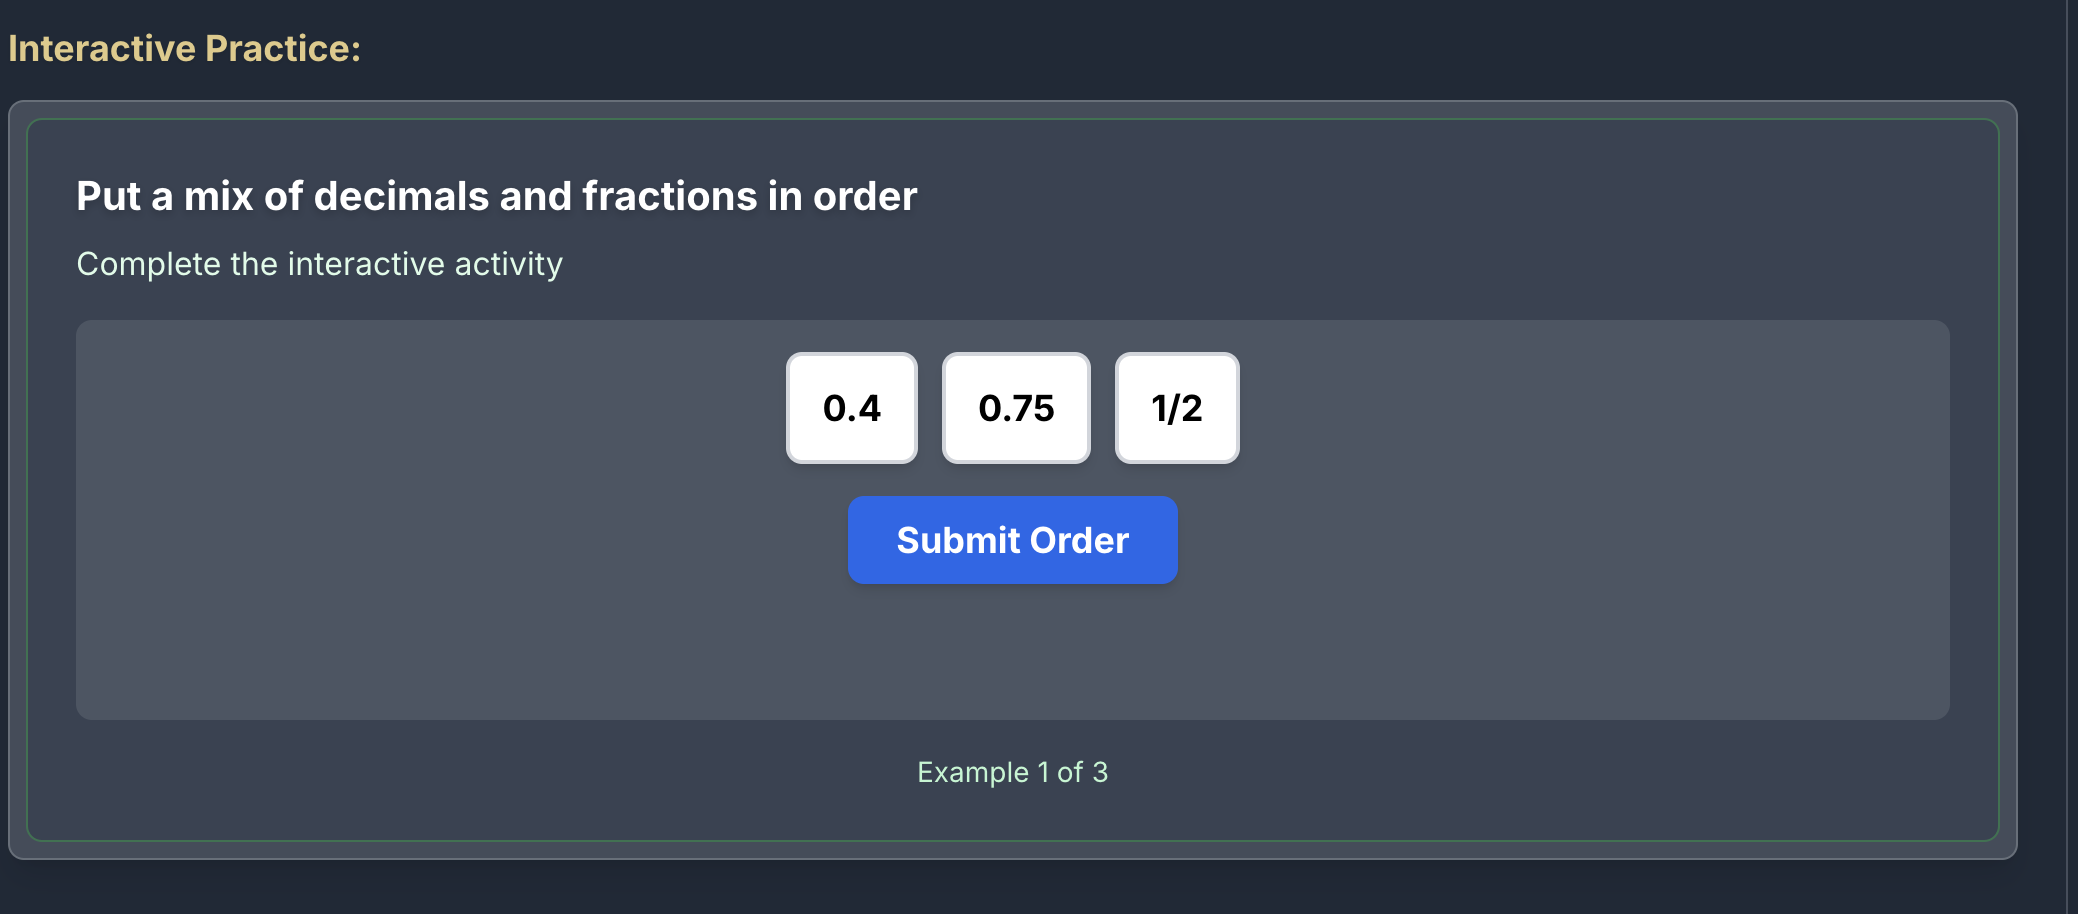 Interactive Practice:
Put a mix of decimals and fractions in order
Complete the interactive activity
0.4 0.75 1/2
Submit Order
Example 1 of 3